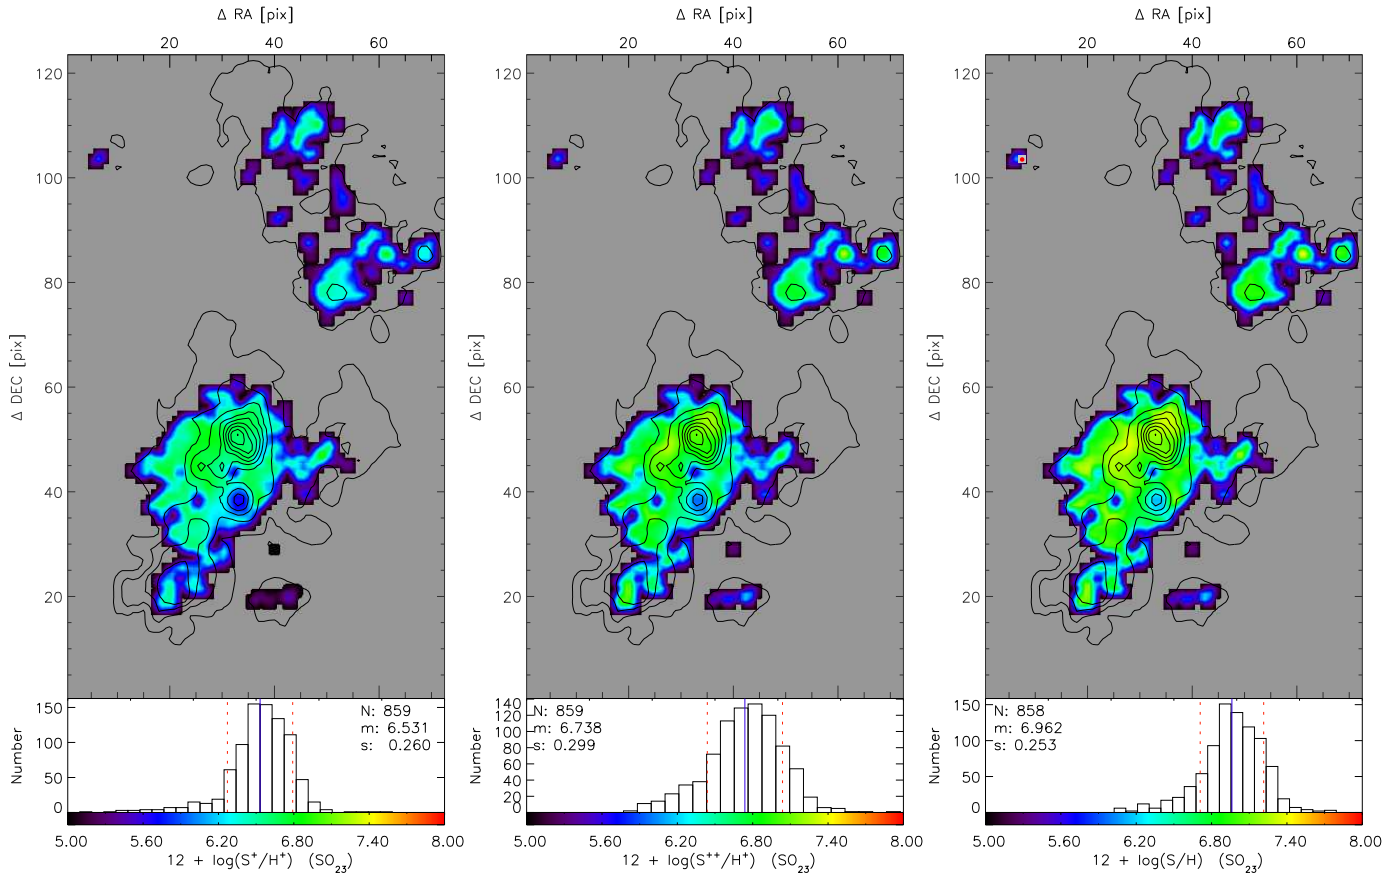 Δ RA [pix] Δ RA [pix] Δ RA [pix]
20 40 60 20 40 60 20 40 60
120 120 120
100 100 100
80 80 80
Δ DEC [pix] Δ DEC [pix] Δ DEC [pix]
60 60 60
40 40 40
20 20 20
Number
150
100
50
0
N: 859
m: 6.531
s: 0.260
Number
140
120
100
80
60
40
20
0
N: 859
m: 6.738
s: 0.299
Number
150
100
50
0
N: 858
m: 6.962
s: 0.253
5.00 5.60 6.20 6.80 7.40 8.00
12 + log(S⁺/H⁺) (SO₂₃)
5.00 5.60 6.20 6.80 7.40 8.00
12 + log(S⁺⁺/H⁺) (SO₂₃)
5.00 5.60 6.20 6.80 7.40 8.00
12 + log(S/H) (SO₂₃)